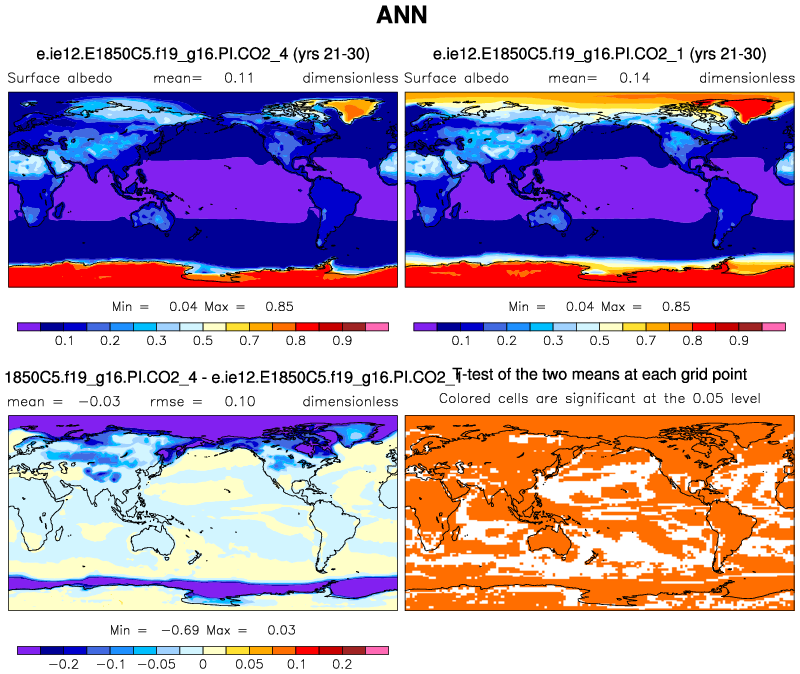 ANN
e.ie12.E1850C5.f19_g16.PI.CO2_4 (yrs 21-30)
Surface albedo mean= 0.11 dimensionless
Min = 0.04 Max = 0.85
0.1 0.2 0.3 0.5 0.7 0.8 0.9
e.ie12.E1850C5.f19_g16.PI.CO2_1 (yrs 21-30)
Surface albedo mean= 0.14 dimensionless
Min = 0.04 Max = 0.85
0.1 0.2 0.3 0.5 0.7 0.8 0.9
1850C5.f19_g16.PI.CO2_4 - e.ie12.E1850C5.f19_g16.PI.CO2_1
mean = -0.03 rmse = 0.10 dimensionless
Min = -0.69 Max = 0.03
-0.2 -0.1 -0.05 0 0.05 0.1 0.2
T-test of the two means at each grid point
Colored cells are significant at the 0.05 level